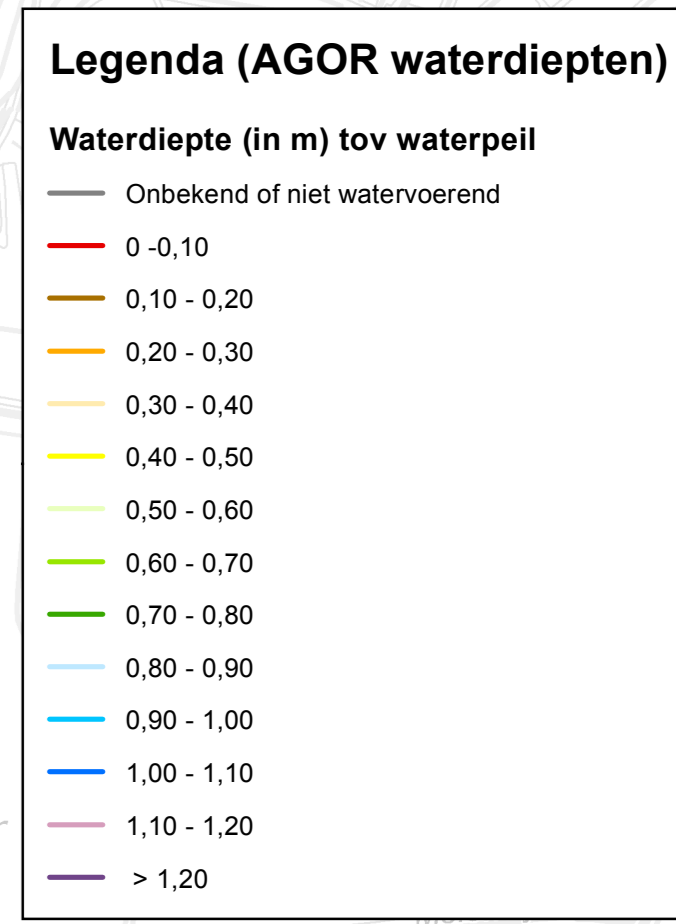 Legenda (AGOR waterdiepten)
Waterdiepte (in m) tov waterpeil
Onbekend of niet watervoerend
0 -0,10
0,10 - 0,20
0,20 - 0,30
0,30 - 0,40
0,40 - 0,50
0,50 - 0,60
0,60 - 0,70
0,70 - 0,80
0,80 - 0,90
0,90 - 1,00
1,00 - 1,10
1,10 - 1,20
> 1,20